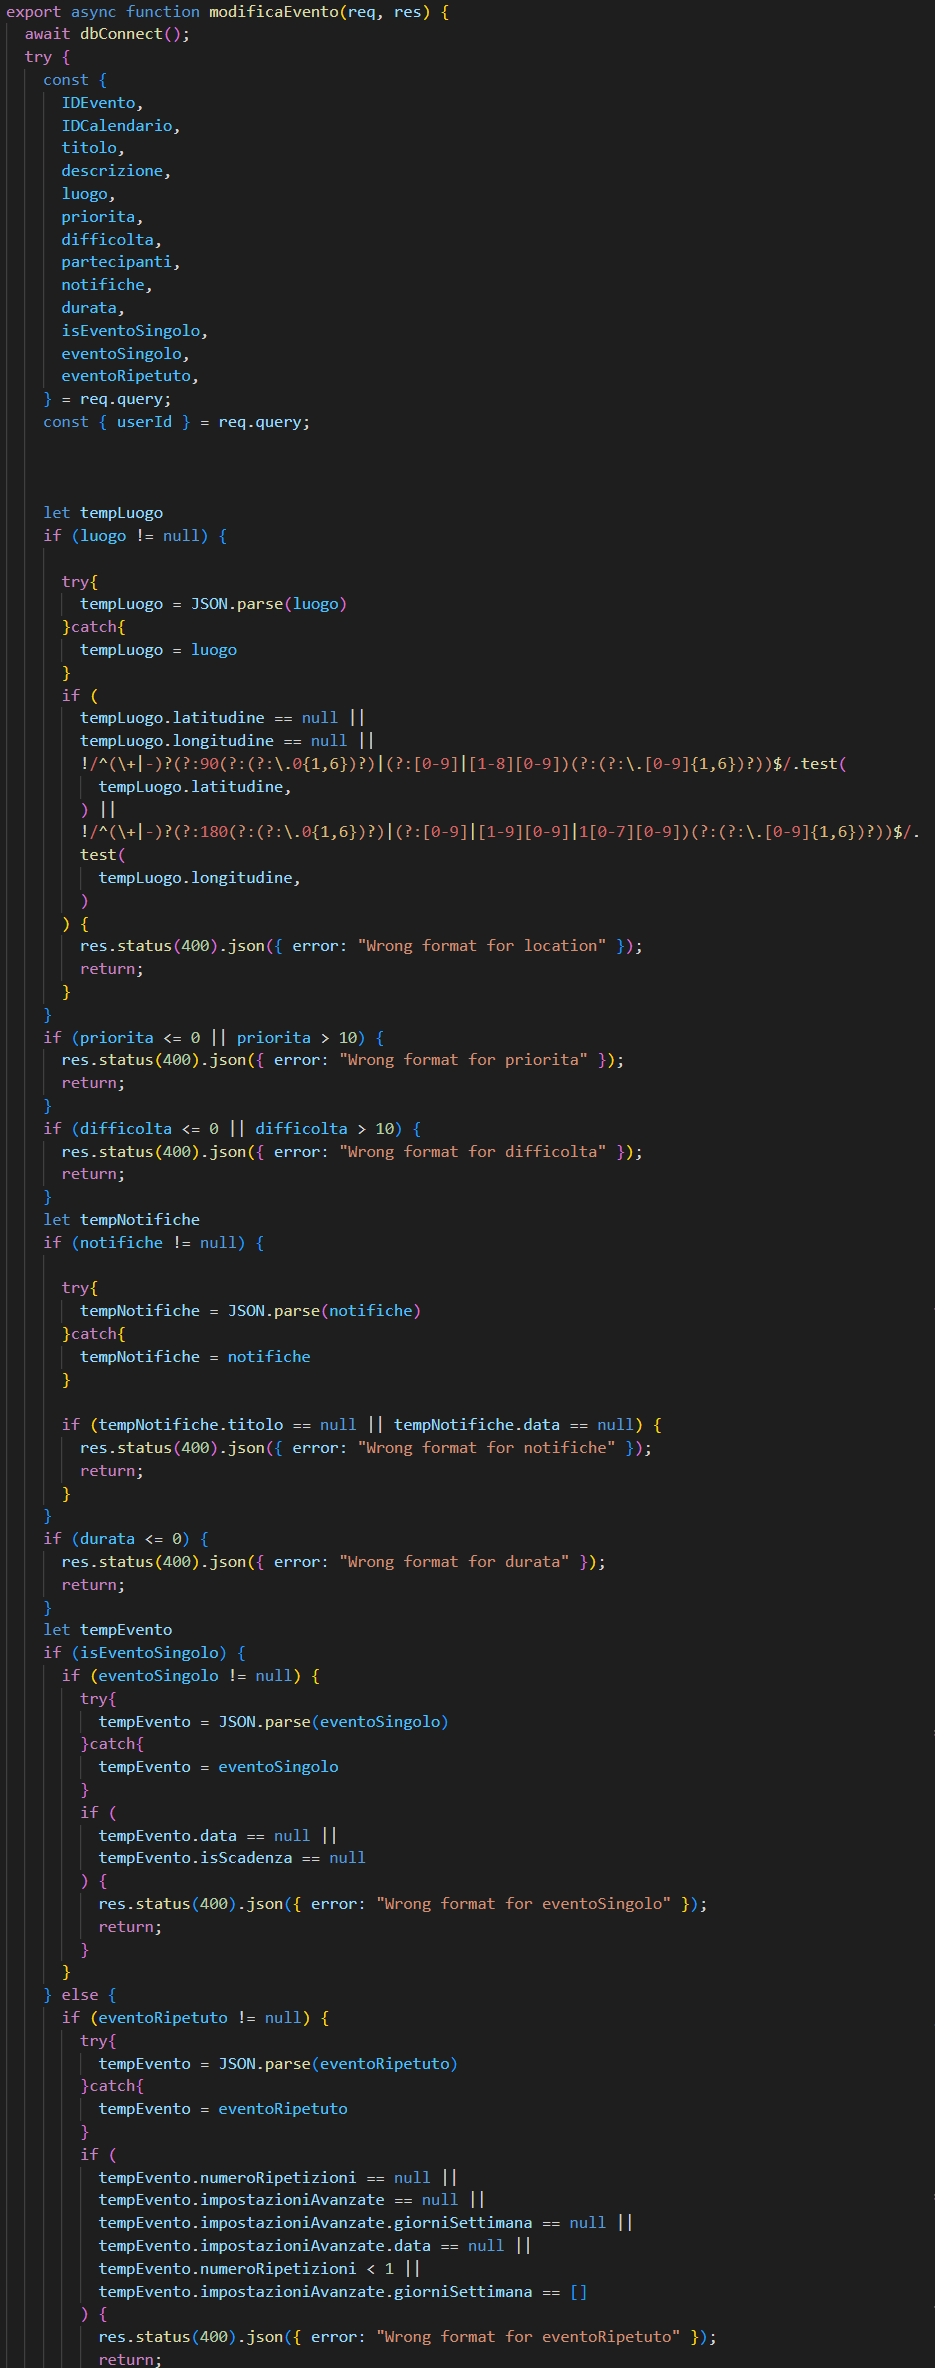 export async function modificaEvento(req, res) {
await dbConnect();
try {
const {
IDEvento,
IDCalendario,
titolo,
descrizione,
luogo,
priorita,
difficolta,
partecipanti,
notifiche,
durata,
isEventoSingolo,
eventoSingolo,
eventoRipetuto,
} = req.query;
const { userId } = req.query;
let tempLuogo
if (luogo != null) {
try{
tempLuogo = JSON.parse(luogo)
}catch{
tempLuogo = luogo
}
if (
tempLuogo.latitudine == null ||
tempLuogo.longitudine == null ||
!/^(\+|-)?(?:90(?:(?:\.0{1,6})?)|(?:[0-9]|[1-8][0-9])(?:(?:\.[0-9]{1,6})?))$/.test(
tempLuogo.latitudine,
) ||
!/^(\+|-)?(?:180(?:(?:\.0{1,6})?)|(?:[0-9]|[1-9][0-9]|1[0-7][0-9])(?:(?:\.[0-9]{1,6})?))$/.
test(
tempLuogo.longitudine,
)
) {
res.status(400).json({ error: "Wrong format for location" });
return;
}
}
if (priorita <= 0 || priorita > 10) {
res.status(400).json({ error: "Wrong format for priorita" });
return;
}
if (difficolta <= 0 || difficolta > 10) {
res.status(400).json({ error: "Wrong format for difficolta" });
return;
}
let tempNotifiche
if (notifiche != null) {
try{
tempNotifiche = JSON.parse(notifiche)
}catch{
tempNotifiche = notifiche
}
if (tempNotifiche.titolo == null || tempNotifiche.data == null) {
res.status(400).json({ error: "Wrong format for notifiche" });
return;
}
}
if (durata <= 0) {
res.status(400).json({ error: "Wrong format for durata" });
return;
}
let tempEvento
if (isEventoSingolo) {
if (eventoSingolo != null) {
try{
tempEvento = JSON.parse(eventoSingolo)
}catch{
tempEvento = eventoSingolo
}
if (
tempEvento.data == null ||
tempEvento.isScadenza == null
) {
res.status(400).json({ error: "Wrong format for eventoSingolo" });
return;
}
}
} else {
if (eventoRipetuto != null) {
try{
tempEvento = JSON.parse(eventoRipetuto)
}catch{
tempEvento = eventoRipetuto
}
if (
tempEvento.numeroRipetizioni == null ||
tempEvento.impostazioniAvanzate == null ||
tempEvento.impostazioniAvanzate.giorniSettimana == null ||
tempEvento.impostazioniAvanzate.data == null ||
tempEvento.numeroRipetizioni < 1 ||
tempEvento.impostazioniAvanzate.giorniSettimana == []
) {
res.status(400).json({ error: "Wrong format for eventoRipetuto" });
return;